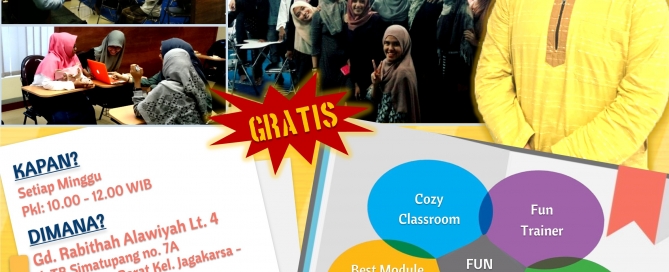 GRATIS
KAPAN?
Setiap Minggu
Pkl: 10.00 - 12.00 WIB
DIMANA?
Gd. Rabithah Alawiyah Lt. 4
TB Simatupang no. 7A
Barat Kel. Jagakarsa -
Cozy
Classroom
Fun
Trainer
Best Module
FUN